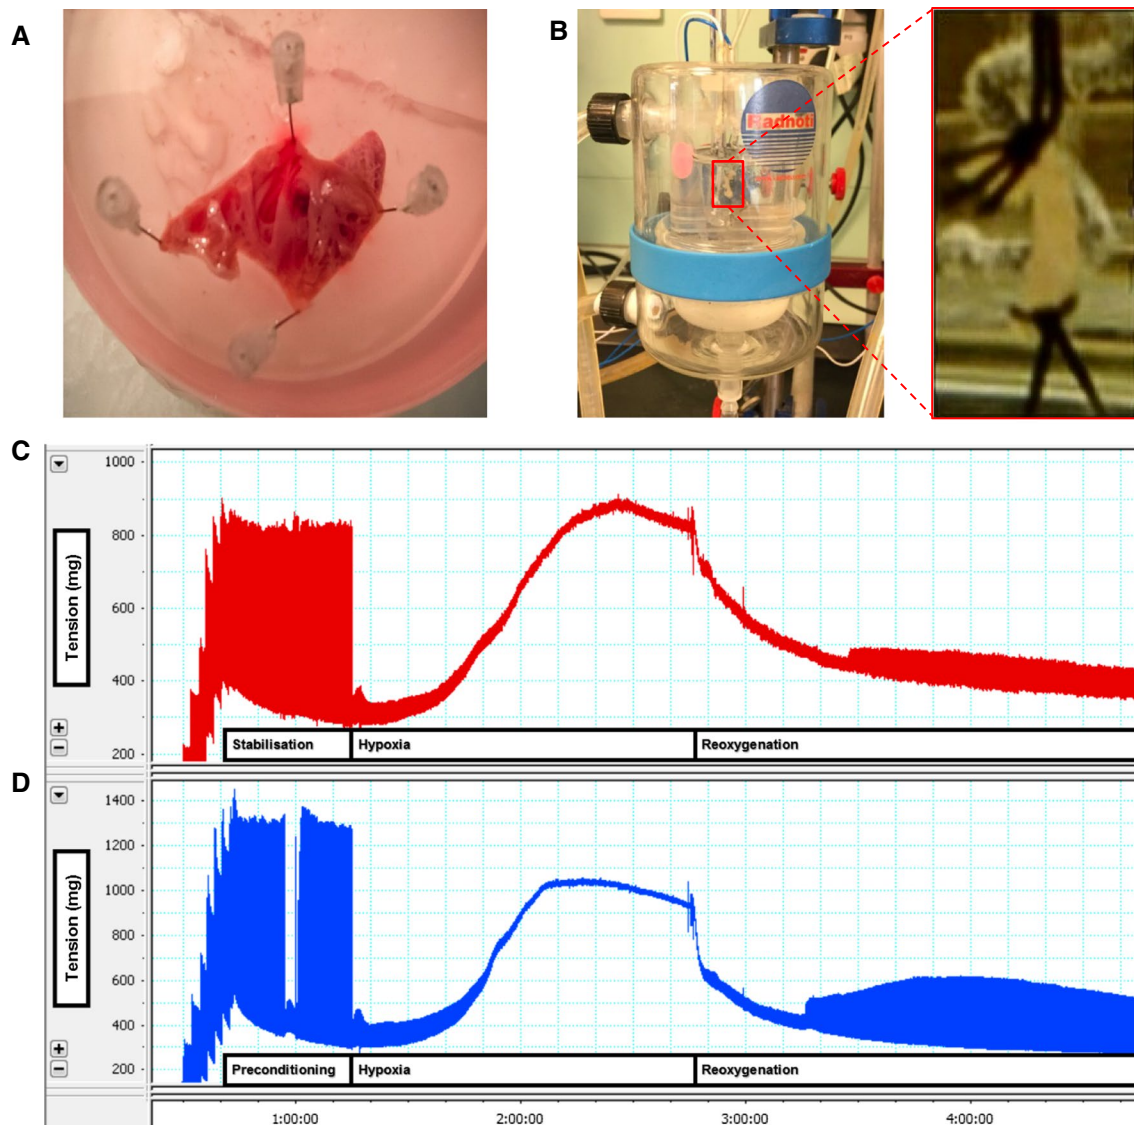 A
B
Radnoti
C
1000
800
600
400
200
Tension (mg)
Stabilisation
Hypoxia
Reoxygenation
D
1400
1200
1000
800
600
400
200
Tension (mg)
Preconditioning
Hypoxia
Reoxygenation
1:00:00
2:00:00
3:00:00
4:00:00